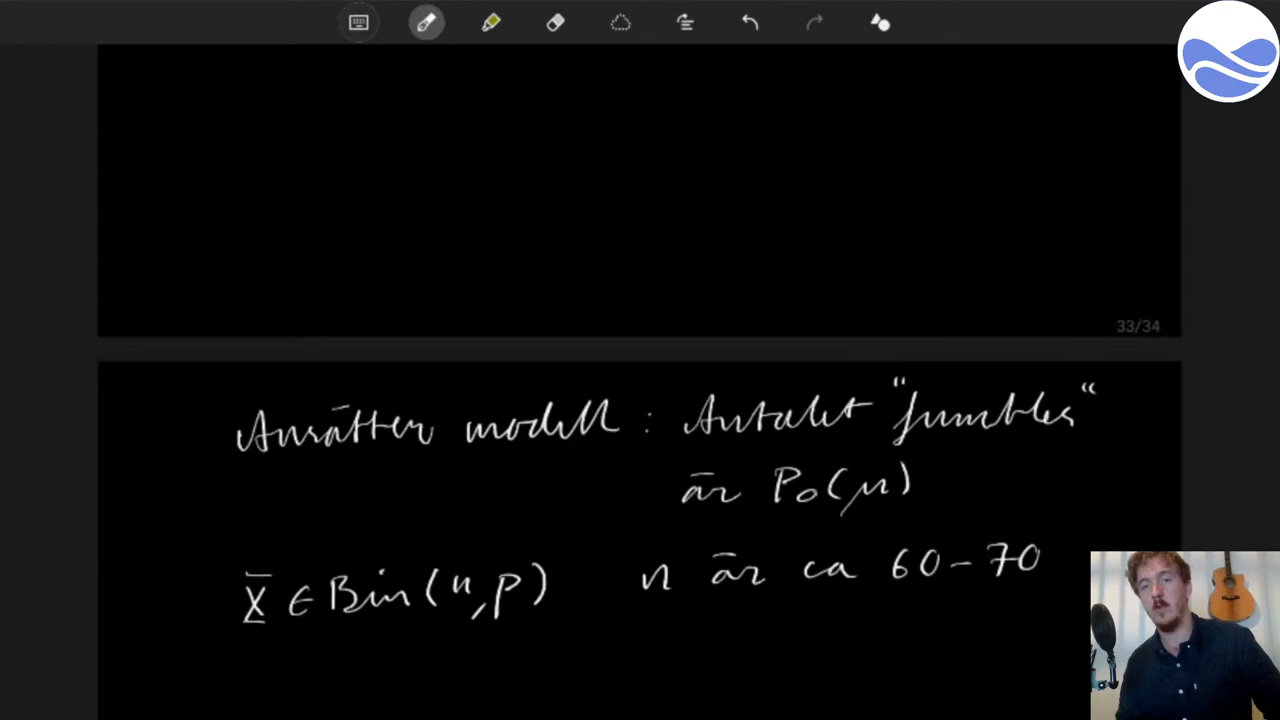 33/34
Ansätter modell : Antalet "fumbles"
är Po(μ)
X ∈ Bin(n,p) n är ca 60-70